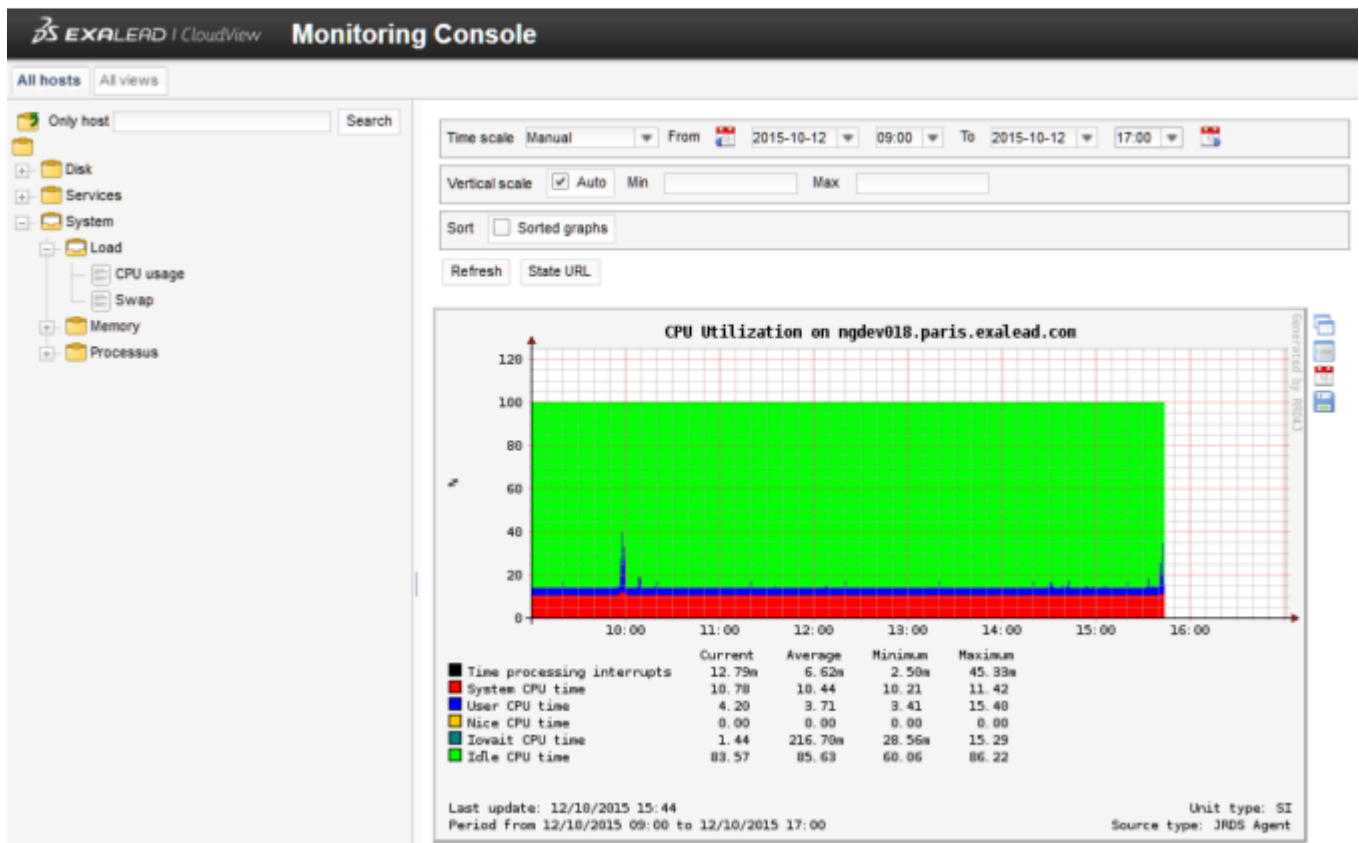 3S EXALEAD | CloudView Monitoring Console
All hosts All views
Only host Search
Disk
Services
System
Load
CPU usage
Swap
Memory
Processus
Time scale Manual From 2015-10-12 09:00 To 2015-10-12 17:00
Vertical scale Auto Min Max
Sort Sorted graphs
Refresh State URL
CPU Utilization on ngdev018.paris.exalead.com
Generated by RRD4J
120
100
80
%
60
40
20
0
10:00 11:00 12:00 13:00 14:00 15:00 16:00
Current Average Minimum Maximum
Time processing interrupts 12.79m 6.62m 2.50m 45.33m
System CPU time 10.78 10.44 10.21 11.42
User CPU time 4.20 3.71 3.41 15.40
Nice CPU time 0.00 0.00 0.00 0.00
Iowait CPU time 1.44 216.70m 28.56m 15.29
Idle CPU time 83.57 85.63 60.06 86.22
Last update: 12/10/2015 15:44 Unit type: SI
Period from 12/10/2015 09:00 to 12/10/2015 17:00 Source type: JRDS Agent